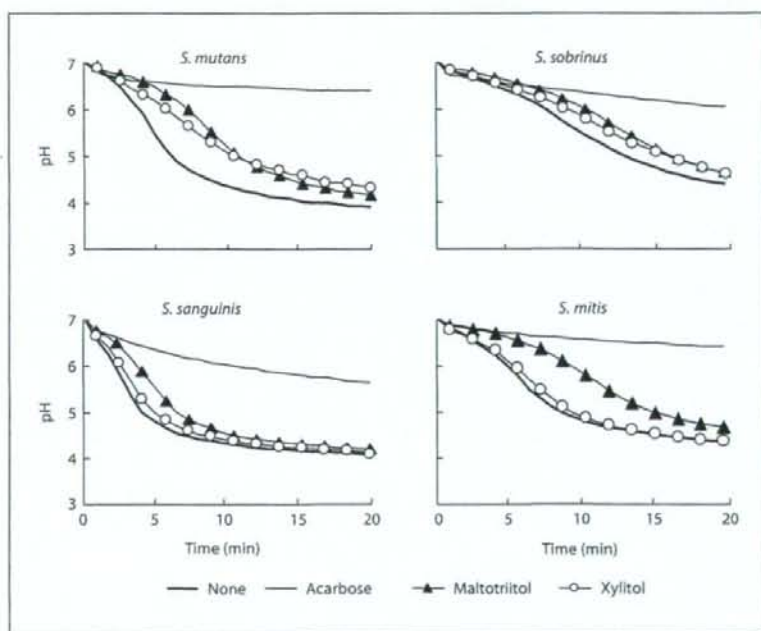 S. mutans
7
6
5
4
3
pH
S. sobrinus
S. sanguinis
7
6
5
4
3
pH
0 5 10 15 20
Time (min)
S. mitis
0 5 10 15 20
Time (min)
None Acarbose Maltotriitol Xylitol